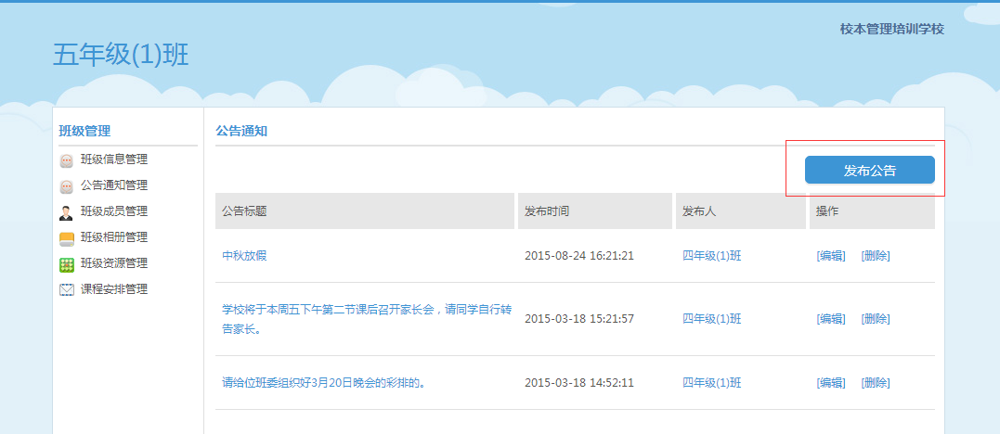 校本管理培训学校
五年级(1)班
班级管理
班级信息管理
公告通知管理
班级成员管理
班级相册管理
班级资源管理
课程安排管理
公告通知
发布公告
公告标题 发布时间 发布人 操作
中秋放假 2015-08-24 16:21:21 四年级(1)班 [编辑] [删除]
学校将于本周五下午第二节课后召开家长会，请同学自行转
告家长。 2015-03-18 15:21:57 四年级(1)班 [编辑] [删除]
请给位班委组织好3月20日晚会的彩排的。 2015-03-18 14:52:11 四年级(1)班 [编辑] [删除]